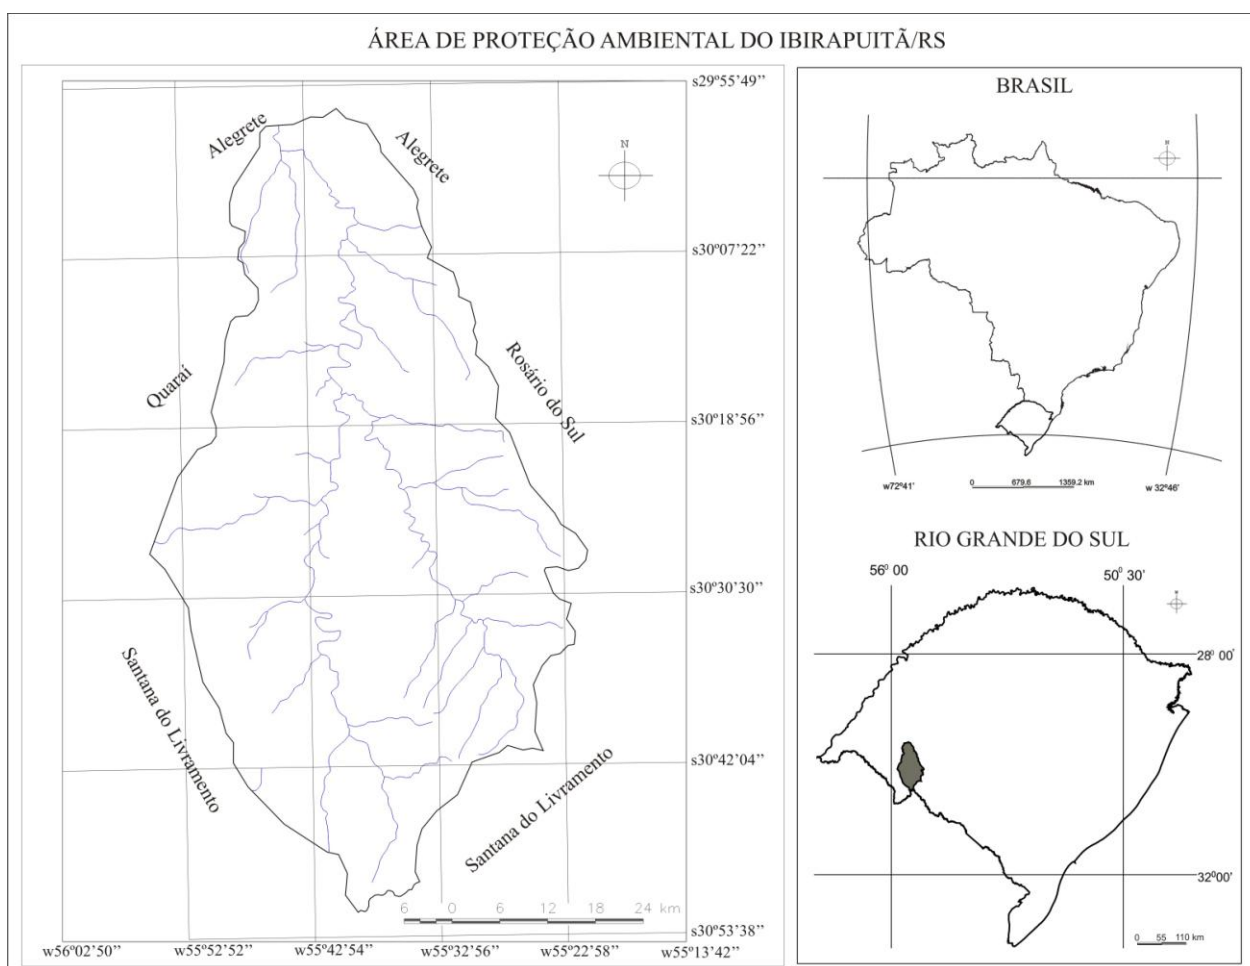 ÁREA DE PROTEÇÃO AMBIENTAL DO IBIRAPUITÃ/RS
s29º55'49''
Alegrete
Alegrete
N
s30º07'22''
Quaraí
Rosário do Sul
s30º18'56''
s30º30'30''
Santana do Livramento
Santana do Livramento
s30º42'04''
6 0 6 12 18 24 km
s30º53'38''
w56º02'50'' w55º52'52'' w55º42'54'' w55º32'56'' w55º22'58'' w55º13'42''
BRASIL
N
w72º41' w 32º46'
0 679.6 1359.2 km
RIO GRANDE DO SUL
56º 00 50º 30'
28º 00'
32º00'
0 55 110 km